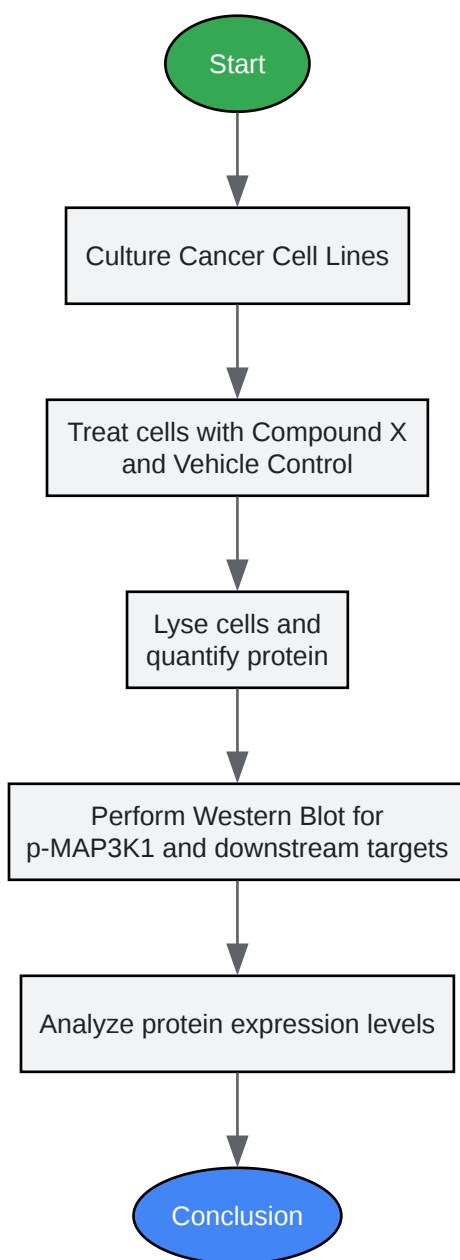 Start
Culture Cancer Cell Lines
Treat cells with Compound X
and Vehicle Control
Lyse cells and
quantify protein
Perform Western Blot for
p-MAP3K1 and downstream targets
Analyze protein expression levels
Conclusion